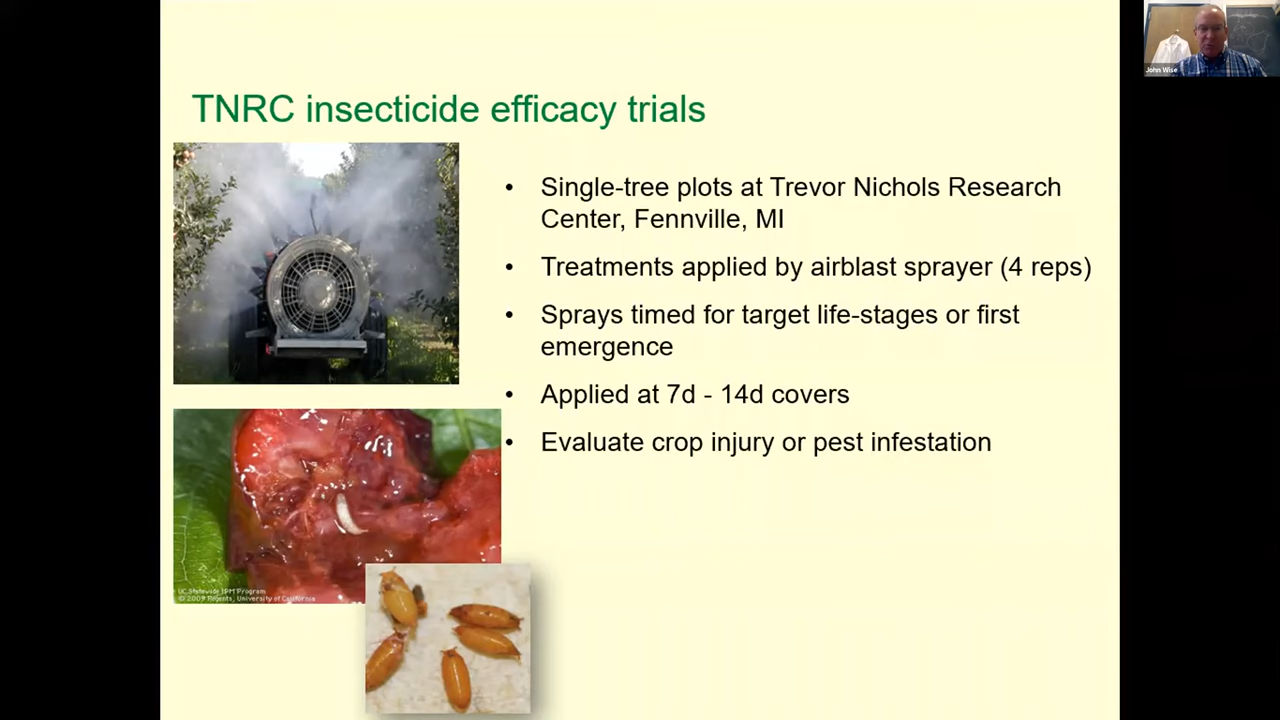 John Wise
TNRC insecticide efficacy trials
• Single-tree plots at Trevor Nichols Research
Center, Fennville, MI
• Treatments applied by airblast sprayer (4 reps)
• Sprays timed for target life-stages or first
emergence
• Applied at 7d - 14d covers
• Evaluate crop injury or pest infestation
UC Statewide IPM Program
© 2009 Regents, University of California